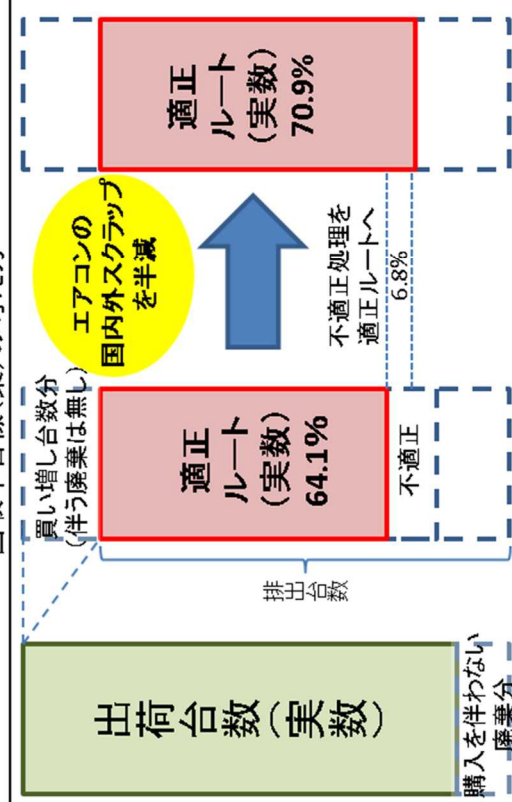 出荷台数(実数)
購入を伴わない
廃棄分
買い増し台数分
(伴う廃棄は無し)
排出台数
適正
ルート
(実数)
64.1%
不適正
エアコンの
国内外スクラップ
を半減
不適正処理を
適正ルートへ
6.8%
適正
ルート
(実数)
70.9%